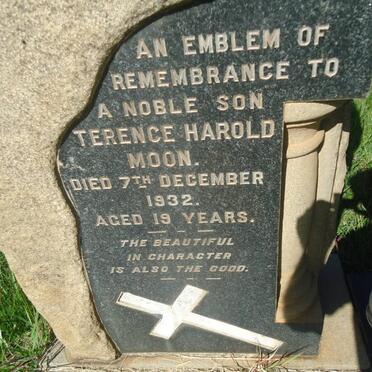 AN EMBLEM OF
REMEMBRANCE TO
A NOBLE SON
TERENCE HAROLD
MOON.
DIED 7TH DECEMBER
1932.
AGED 19 YEARS.
THE BEAUTIFUL
IN CHARACTER
IS ALSO THE GOOD.